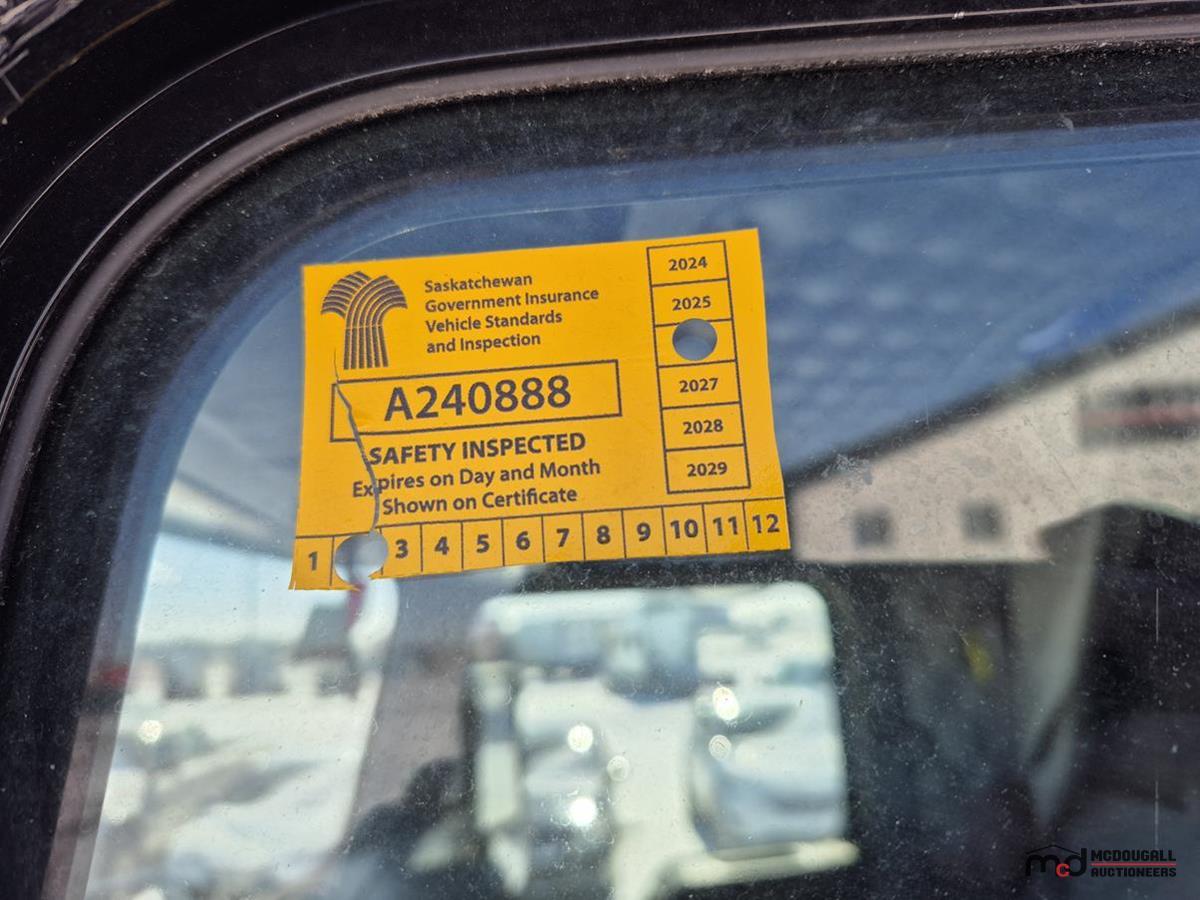 Saskatchewan
Government Insurance
Vehicle Standards
and Inspection
A240888
SAFETY INSPECTED
Expires on Day and Month
Shown on Certificate
2024
2025
2027
2028
2029
1 3 4 5 6 7 8 9 10 11 12
mcd MCDOUGALL
AUCTIONEERS